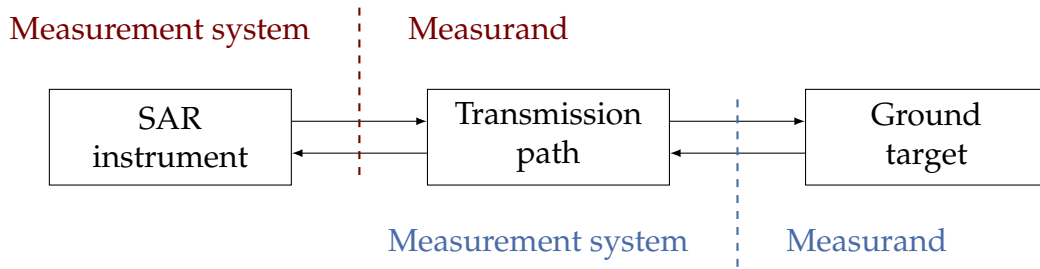 Measurement system
Measurand
SAR
instrument
Transmission
path
Ground
target
Measurement system
Measurand